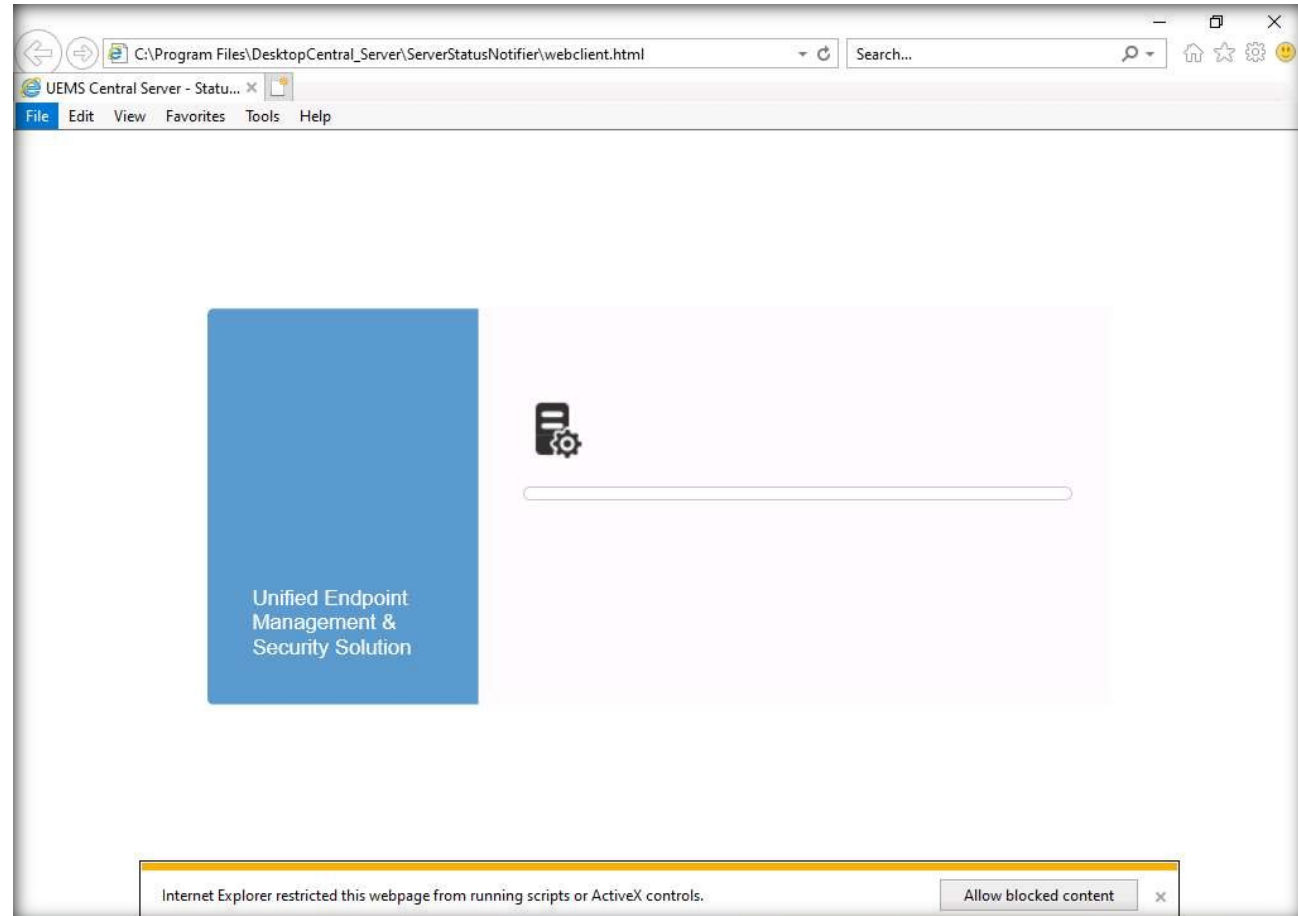 C:\Program Files\DesktopCentral_Server\ServerStatusNotifier\webclient.html
Search...
UEMS Central Server - Statu...
File Edit View Favorites Tools Help
Unified Endpoint
Management &
Security Solution
Internet Explorer restricted this webpage from running scripts or ActiveX controls.
Allow blocked content